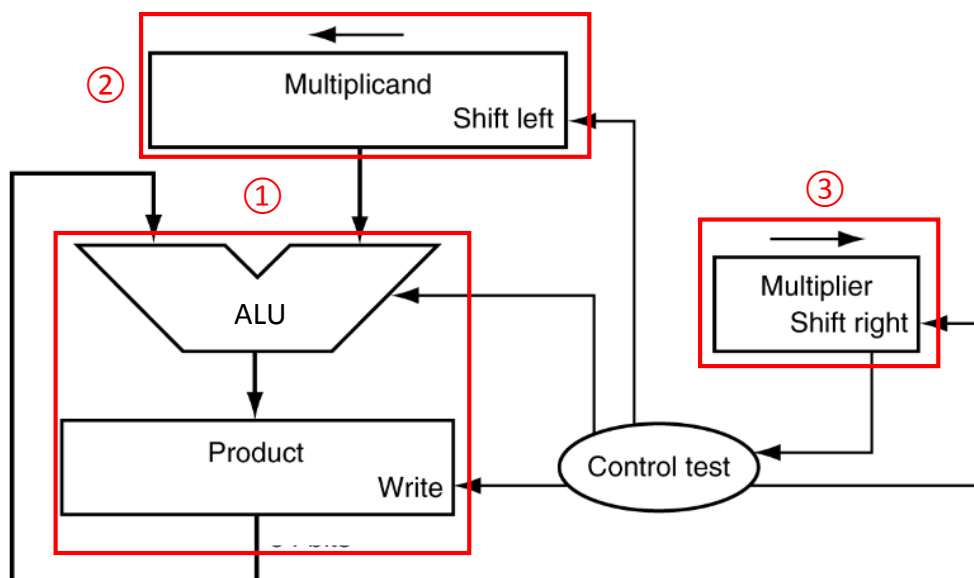 ②
Multiplicand
Shift left
①
③
ALU
Multiplier
Shift right
Product
Write
Control test